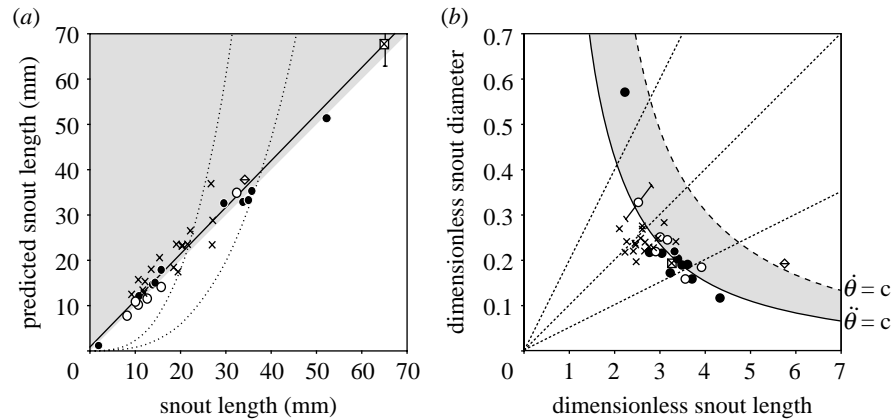 (a)
70
60
50
40
30
20
10
0 10 20 30 40 50 60 70
predicted snout length (mm)
snout length (mm)
(b)
0.7
0.6
0.5
0.4
0.3
0.2
0.1
0 1 2 3 4 5 6 7
dimensionless snout diameter
dimensionless snout length
θ̇ = c
θ̈ = c